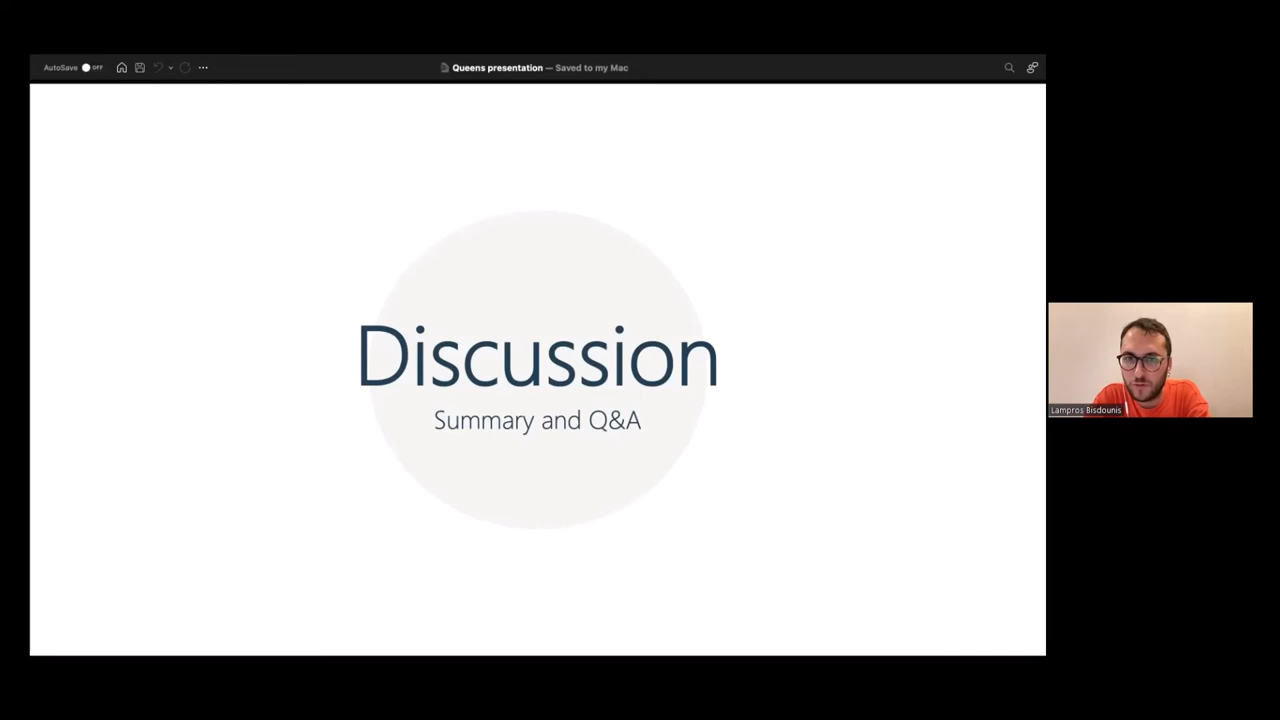 AutoSave OFF
Queens presentation — Saved to my Mac
Discussion
Summary and Q&A
Lampros Bisdounis